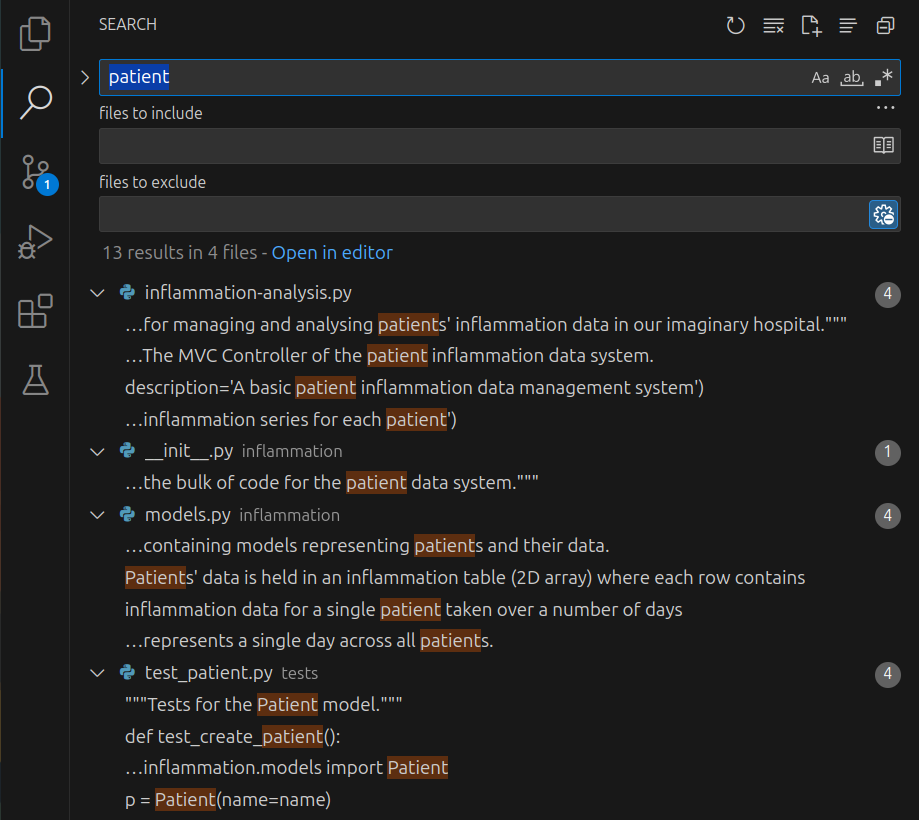 SEARCH
patient
Aa ab .*
files to include
...
files to exclude
13 results in 4 files - Open in editor
1
inflammation-analysis.py 4
…for managing and analysing patients' inflammation data in our imaginary hospital."""
…The MVC Controller of the patient inflammation data system.
description='A basic patient inflammation data management system')
…inflammation series for each patient')
__init__.py inflammation 1
…the bulk of code for the patient data system."""
models.py inflammation 4
…containing models representing patients and their data.
Patients' data is held in an inflammation table (2D array) where each row contains
inflammation data for a single patient taken over a number of days
…represents a single day across all patients.
test_patient.py tests 4
"""Tests for the Patient model."""
def test_create_patient():
…inflammation.models import Patient
p = Patient(name=name)